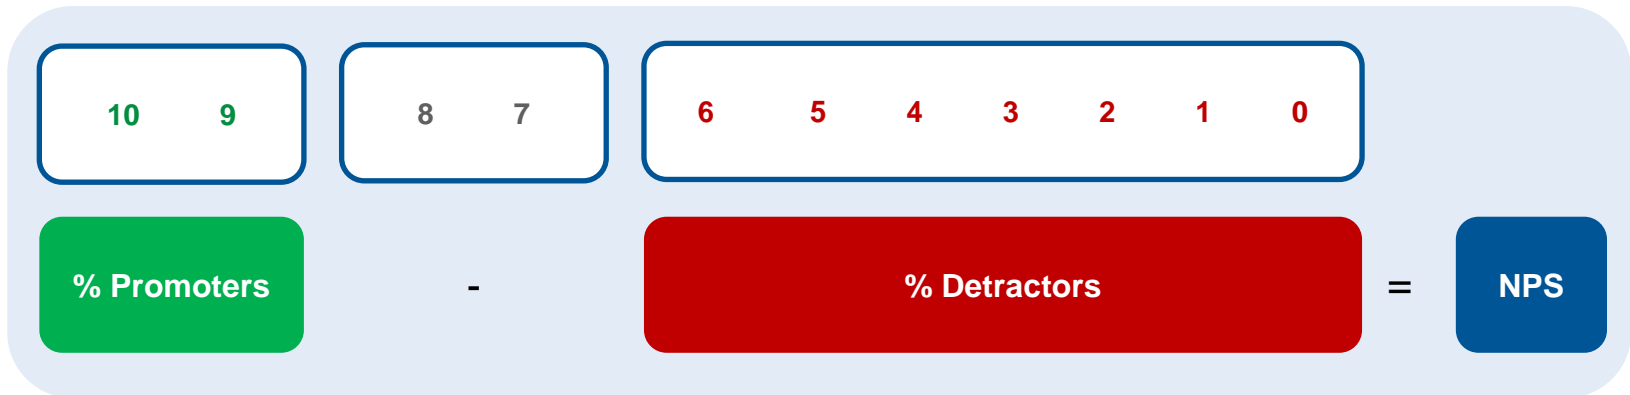 10 9 8 7 6 5 4 3 2 1 0
% Promoters - % Detractors = NPS